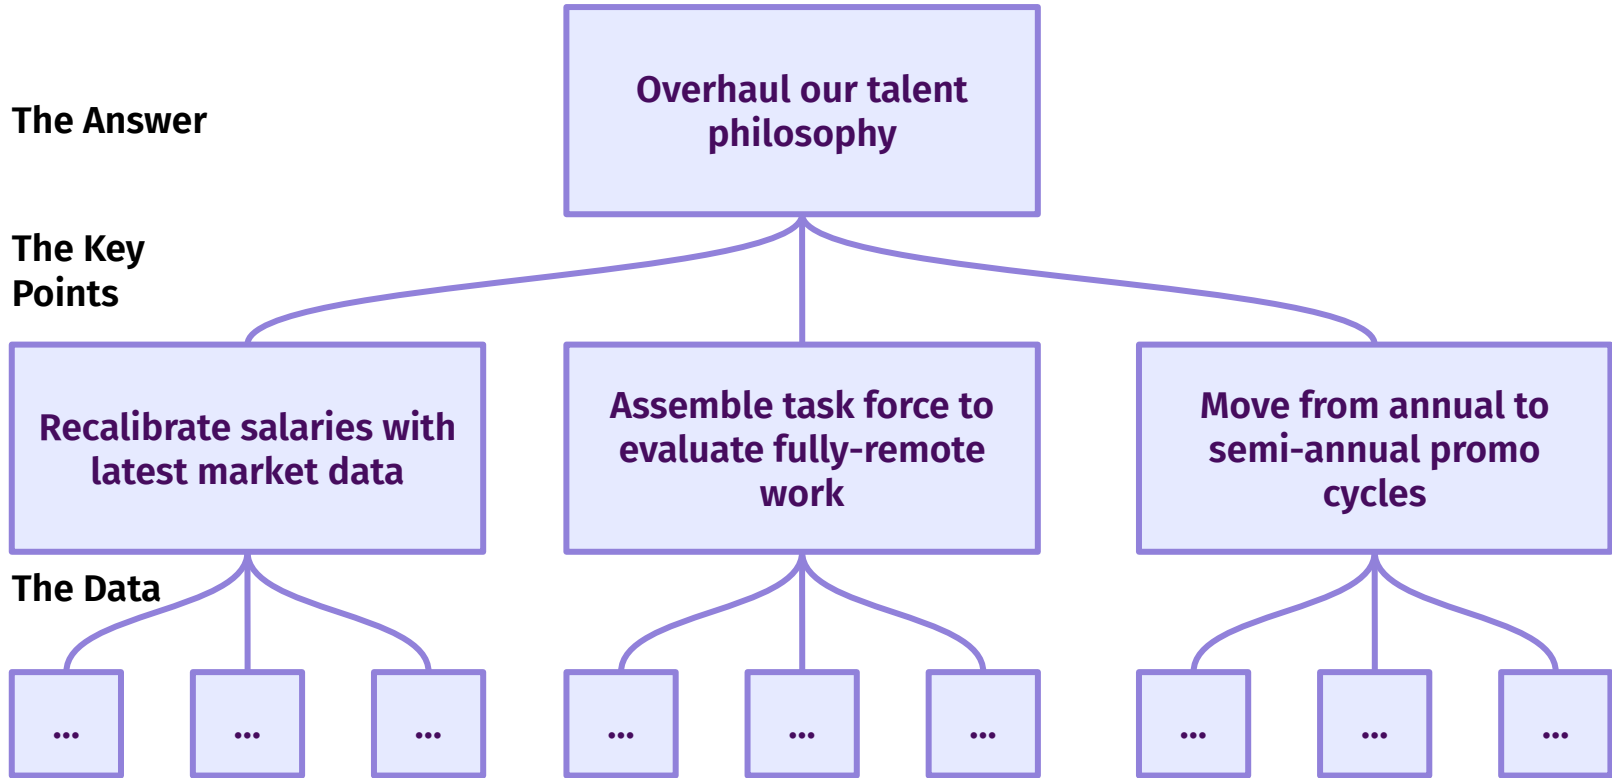 Overhaul our talent
philosophy
The Answer
The Key
Points
Recalibrate salaries with
latest market data
Assemble task force to
evaluate fully-remote
work
Move from annual to
semi-annual promo
cycles
The Data
...
...
...
...
...
...
...
...
...